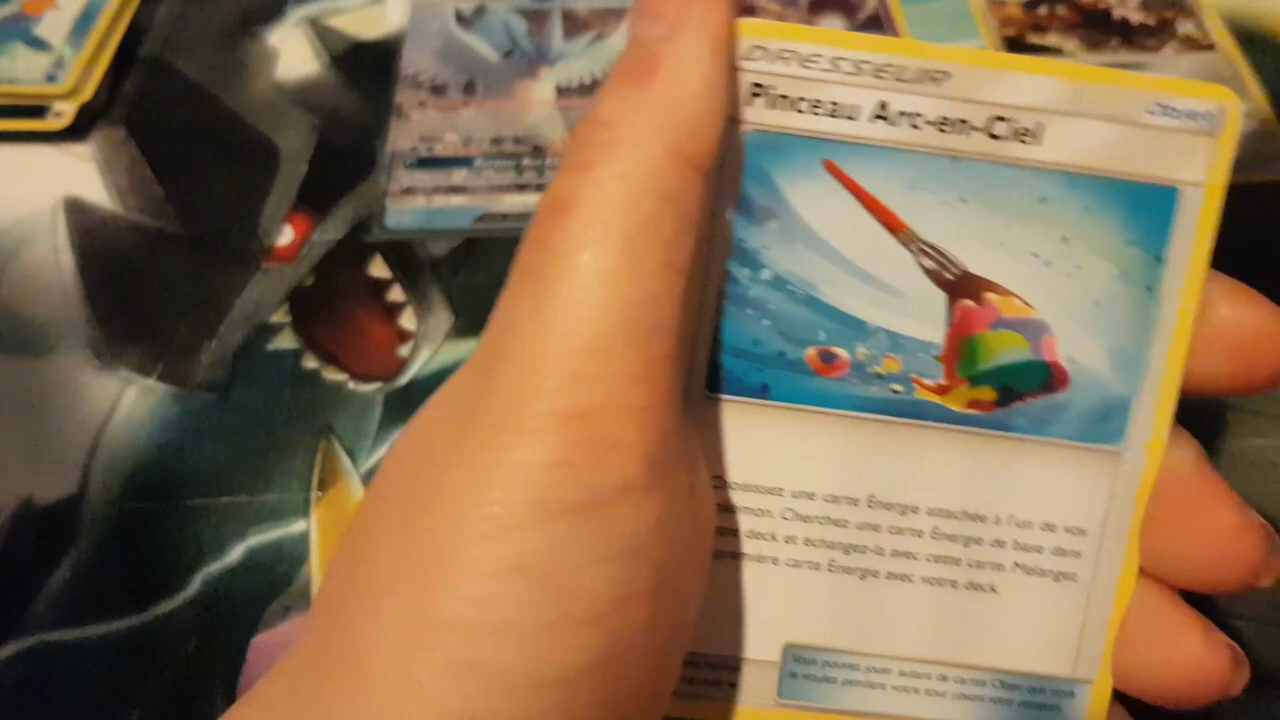 DRESSEUR
Pinceau Arc-en-Ciel
Objet
Choisissez une carte Énergie attachée à l'un de vos
Pokémon. Cherchez une carte Énergie de base dans
deck et échangez-la avec cette carte. Mélangez
première carte Énergie avec votre deck.
Vous pouvez jouer autant de cartes Objet que vous
le voulez pendant votre tour (avant votre attaque).